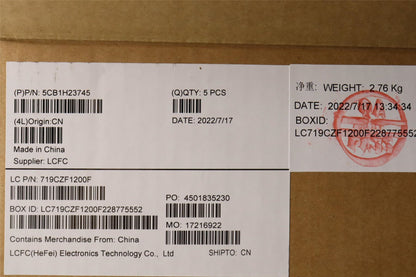 (P)P/N: 5CB1H23745
(Q)QTY: 5 PCS
(4L)Origin:CN
DATE: 2022/7/17
Made in China
Supplier: LCFC
LC P/N: 719CZF1200F
PO: 4501835230
BOX ID: LC719CZF1200F228775552
MO: 17216922
Contains Merchandise From: China
LCFC(HeFei) Electronics Technology Co., Ltd
SHIPTO: CN
净重: WEIGHT: 2.76 Kg
DATE: 2022/7/17 13:34:34
BOXID:
LC719CZF1200F228775552